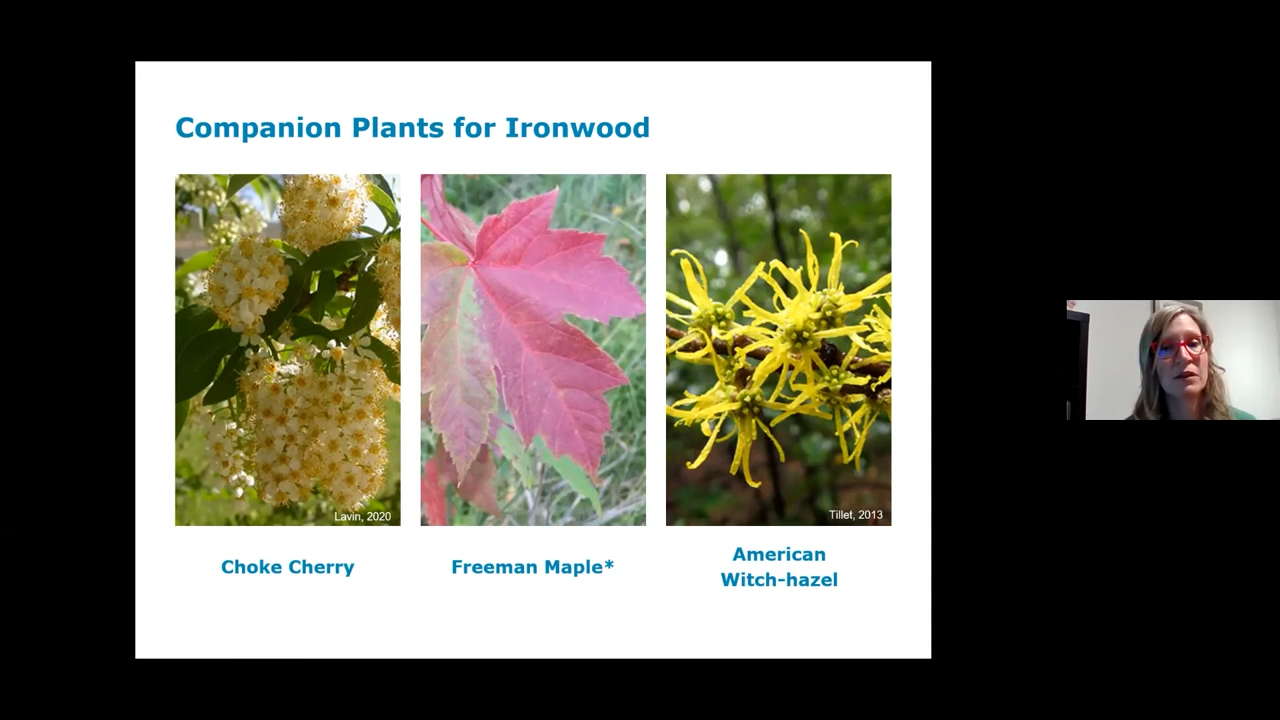 Companion Plants for Ironwood
Lavin, 2020
Tillet, 2013
Choke Cherry
Freeman Maple*
American
Witch-hazel